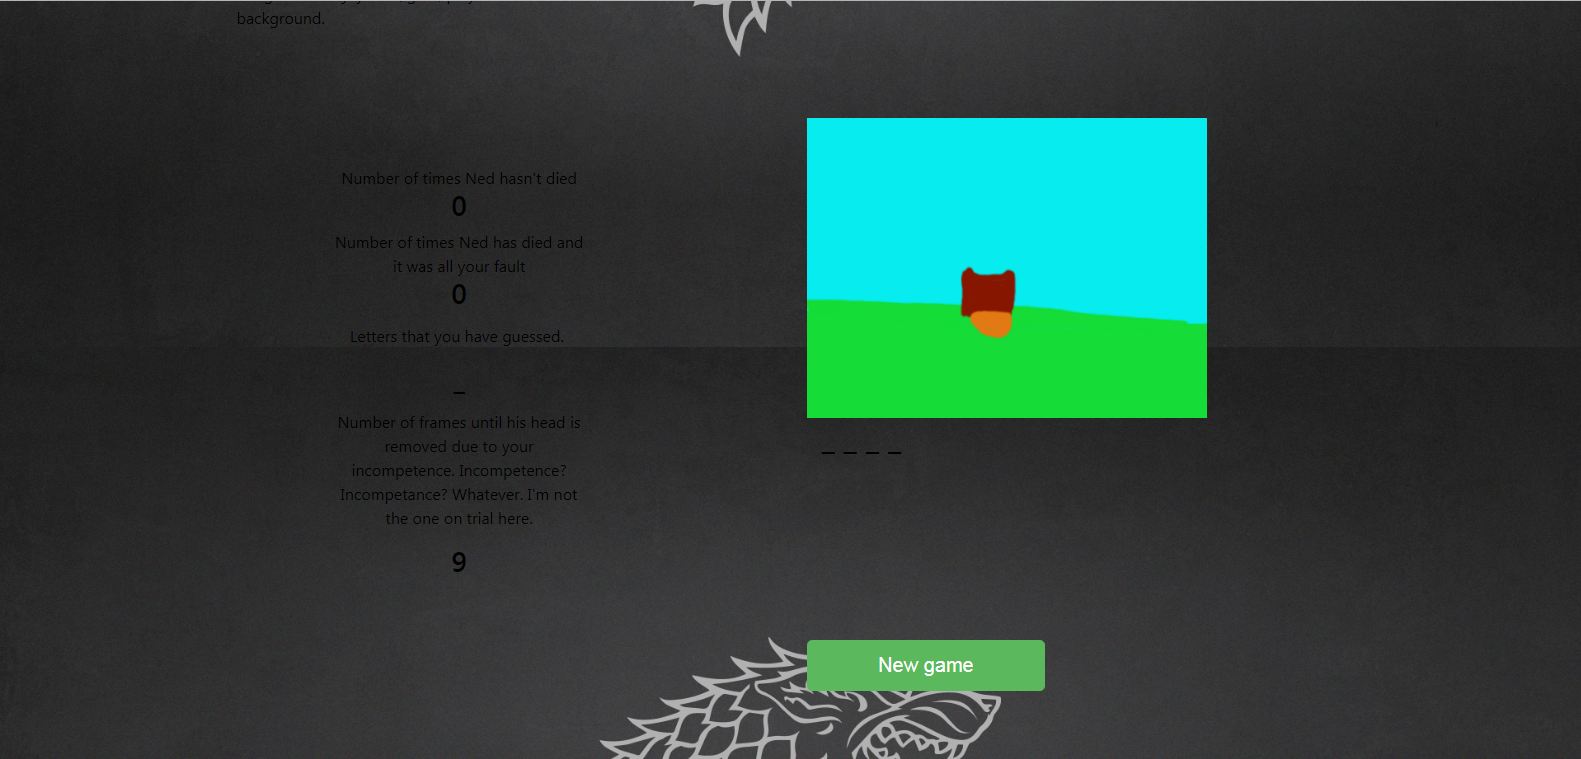 background.
Number of times Ned hasn't died
0
Number of times Ned has died and
it was all your fault
0
Letters that you have guessed.
_
Number of frames until his head is
removed due to your
incompetence. Incompetence?
Incompetance? Whatever. I'm not
the one on trial here.
9
_ _ _ _
New game